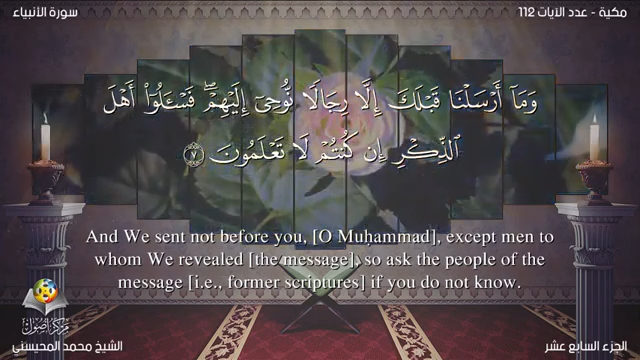 سورة الأنبياء
مكية - عدد الآيات 112
وَمَآ أَرْسَلْنَا قَبْلَكَ إِلَّا رِجَالًا نُّوحِىٓ إِلَيْهِمْ ۖ فَسْـَٔلُوٓا۟ أَهْلَ
ٱلذِّكْرِ إِن كُنتُمْ لَا تَعْلَمُونَ ٧
And We sent not before you, [O Muḥammad], except men to
whom We revealed [the message], so ask the people of the
message [i.e., former scriptures] if you do not know.
مركز أصول
الشيخ محمد المحيسني
الجزء السابع عشر